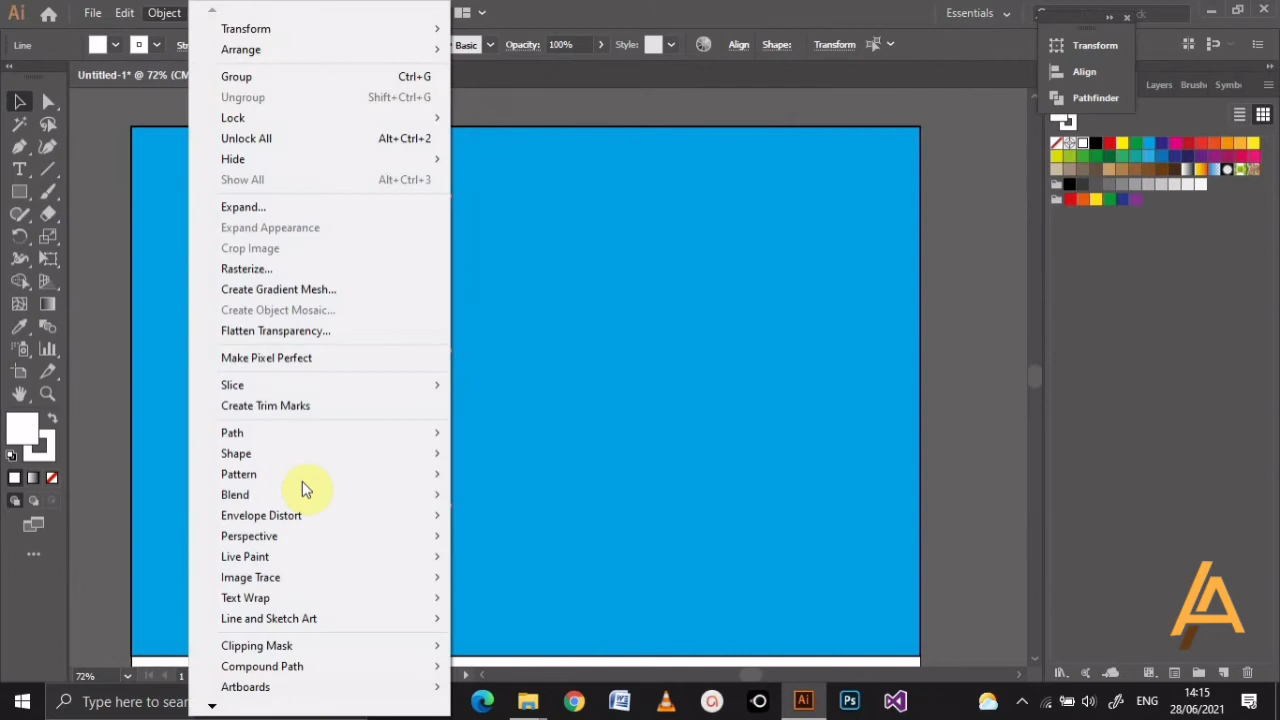 Ai File Edit Object Essentials
Line Basic Opacity: 100% Style: Align Shape: Transform
Transform
Align
Pathfinder
Untitled-1* @ 72%
Layers Symb
Transform
Arrange
Group Ctrl+G
Ungroup Shift+Ctrl+G
Lock
Unlock All Alt+Ctrl+2
Hide
Show All Alt+Ctrl+3
Expand...
Expand Appearance
Crop Image
Rasterize...
Create Gradient Mesh...
Create Object Mosaic...
Flatten Transparency...
Make Pixel Perfect
Slice
Create Trim Marks
Path
Shape
Pattern
Blend
Envelope Distort
Perspective
Live Paint
Image Trace
Text Wrap
Line and Sketch Art
Clipping Mask
Compound Path
Artboards
72% 1
Type here to ENG 14:15
28/06/2021